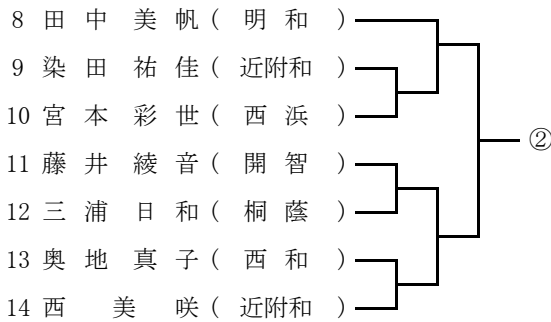 8 田中美帆(明和)
9 染田祐佳(近附和)
10 宮本彩世(西浜)
②
11 藤井綾音(開智)
12 三浦日和(桐蔭)
13 奥地真子(西和)
14 西美咲(近附和)